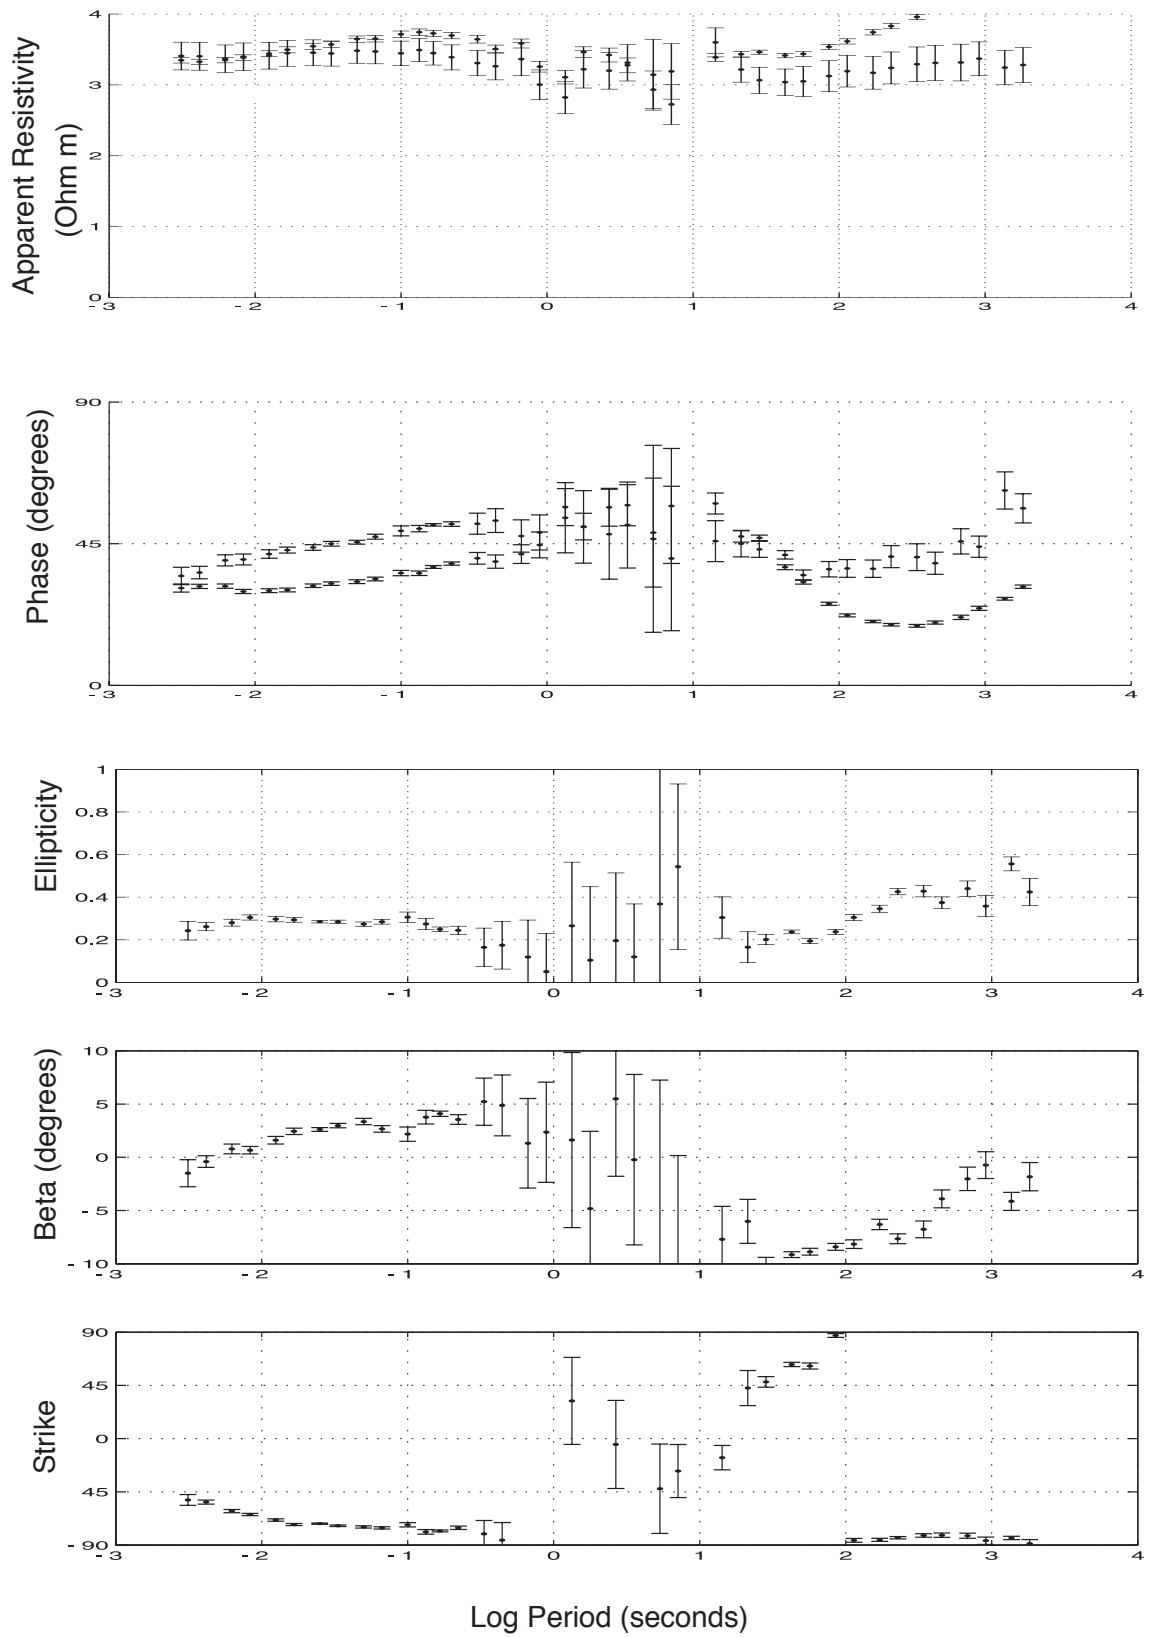 Apparent Resistivity
(Ohm m)
4
3
2
1
0
-3 -2 -1 0 1 2 3 4
Phase (degrees)
90
45
0
-3 -2 -1 0 1 2 3 4
Ellipticity
1
0.8
0.6
0.4
0.2
0
-3 -2 -1 0 1 2 3 4
Beta (degrees)
10
5
0
-5
-10
-3 -2 -1 0 1 2 3 4
Strike
90
45
0
45
-90
-3 -2 -1 0 1 2 3 4
Log Period (seconds)